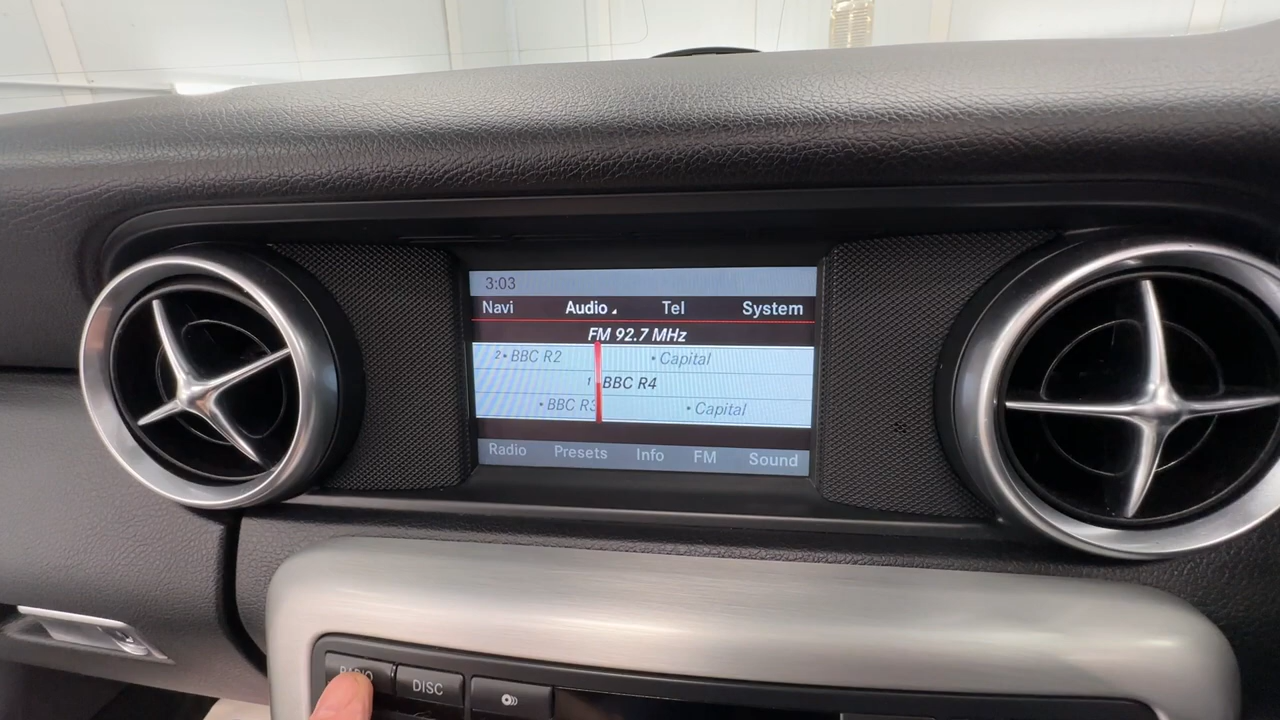 3:03
Navi Audio Tel System
FM 92.7 MHz
2• BBC R2 • Capital
1 BBC R4
• BBC R3 • Capital
Radio Presets Info FM Sound
RADIO DISC